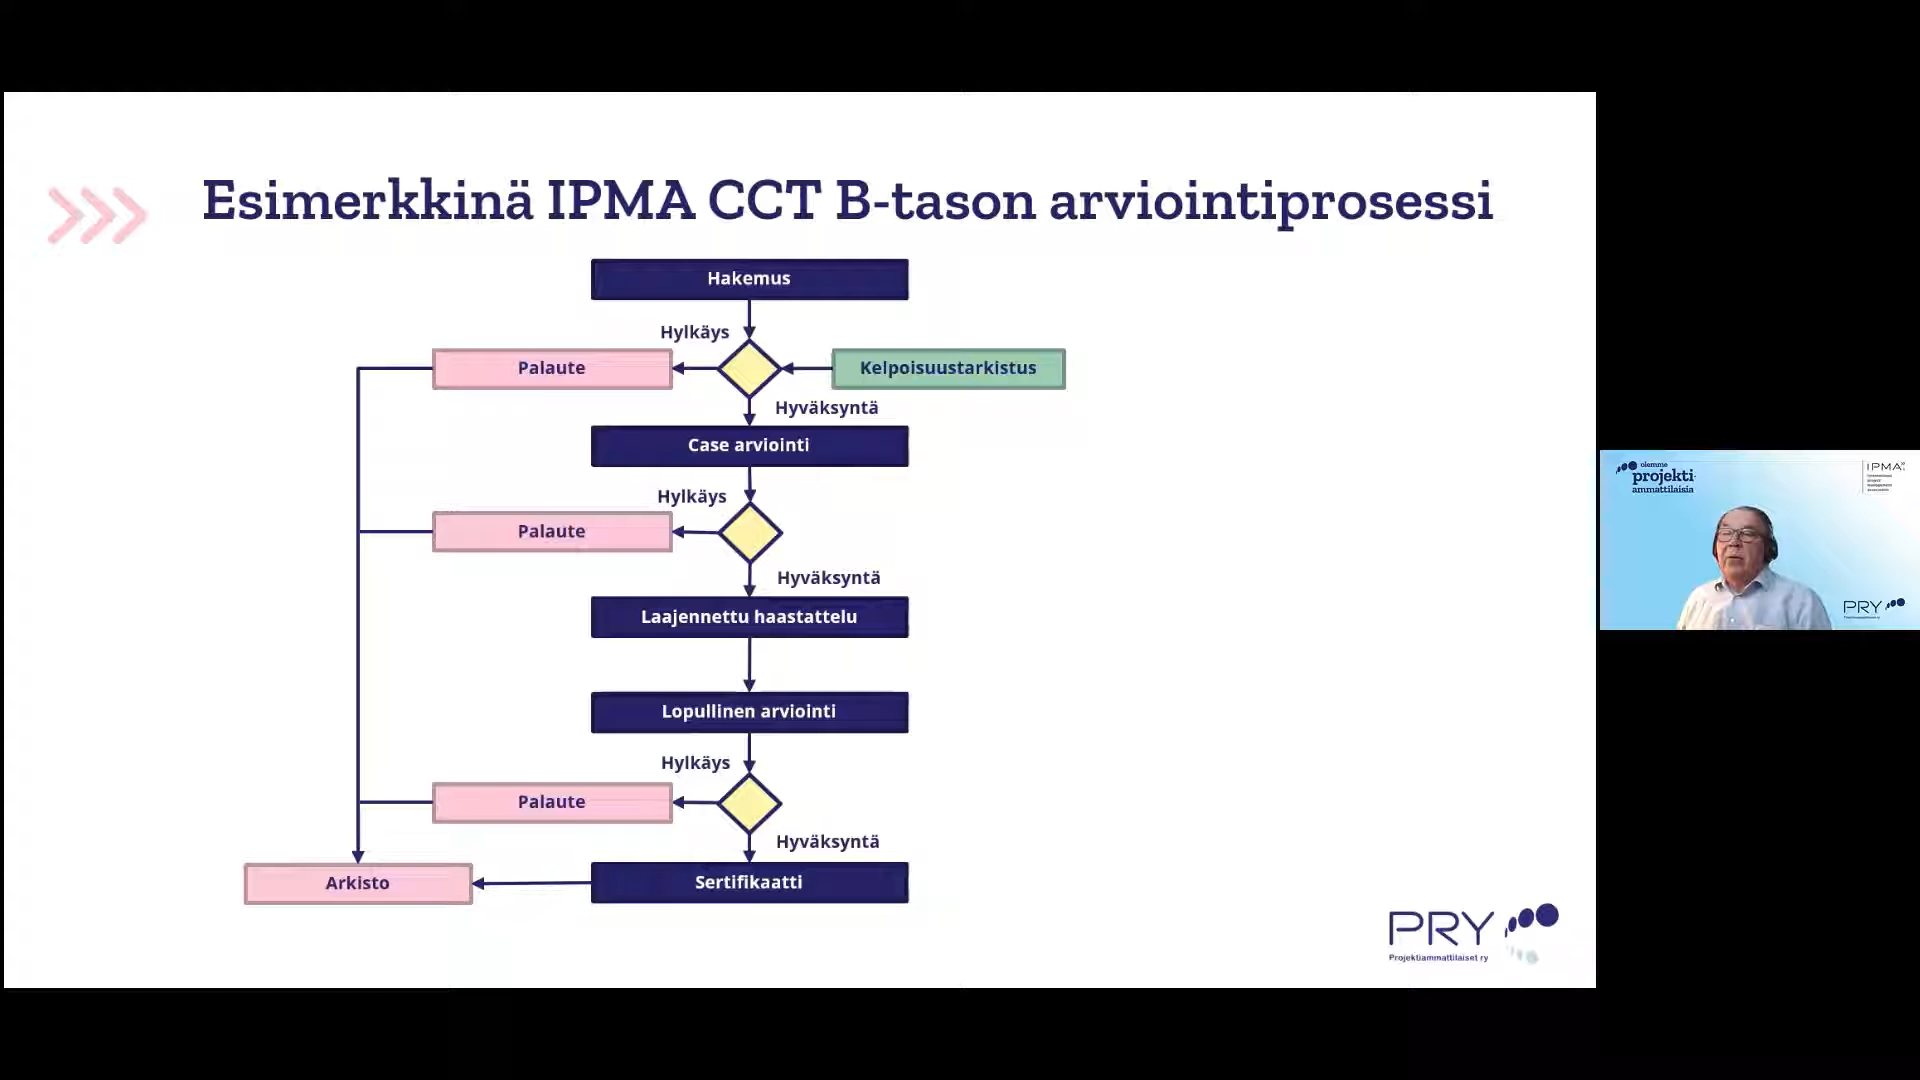 Esimerkkinä IPMA CCT B-tason arviointiprosessi
Hakemus
Hylkäys
Palaute
Kelpoisuustarkistus
Hyväksyntä
Case arviointi
Hylkäys
Palaute
Hyväksyntä
Laajennettu haastattelu
Lopullinen arviointi
Hylkäys
Palaute
Hyväksyntä
Arkisto
Sertifikaatti
PRY
Projektiammattilaiset ry
olemme
projekti-
ammattilaisia
IPMA
PRY